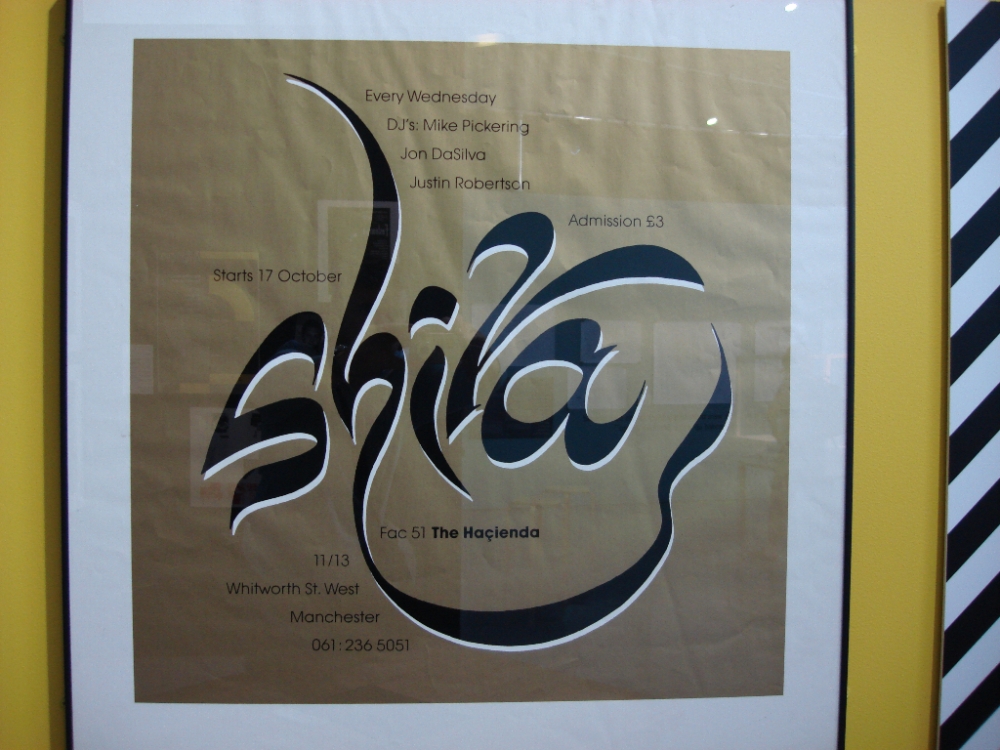 Every Wednesday
DJ's: Mike Pickering
Jon DaSilva
Justin Robertson
Admission £3
Starts 17 October
Shiva
Fac 51 The Haçienda
11/13
Whitworth St. West
Manchester
061:236 5051